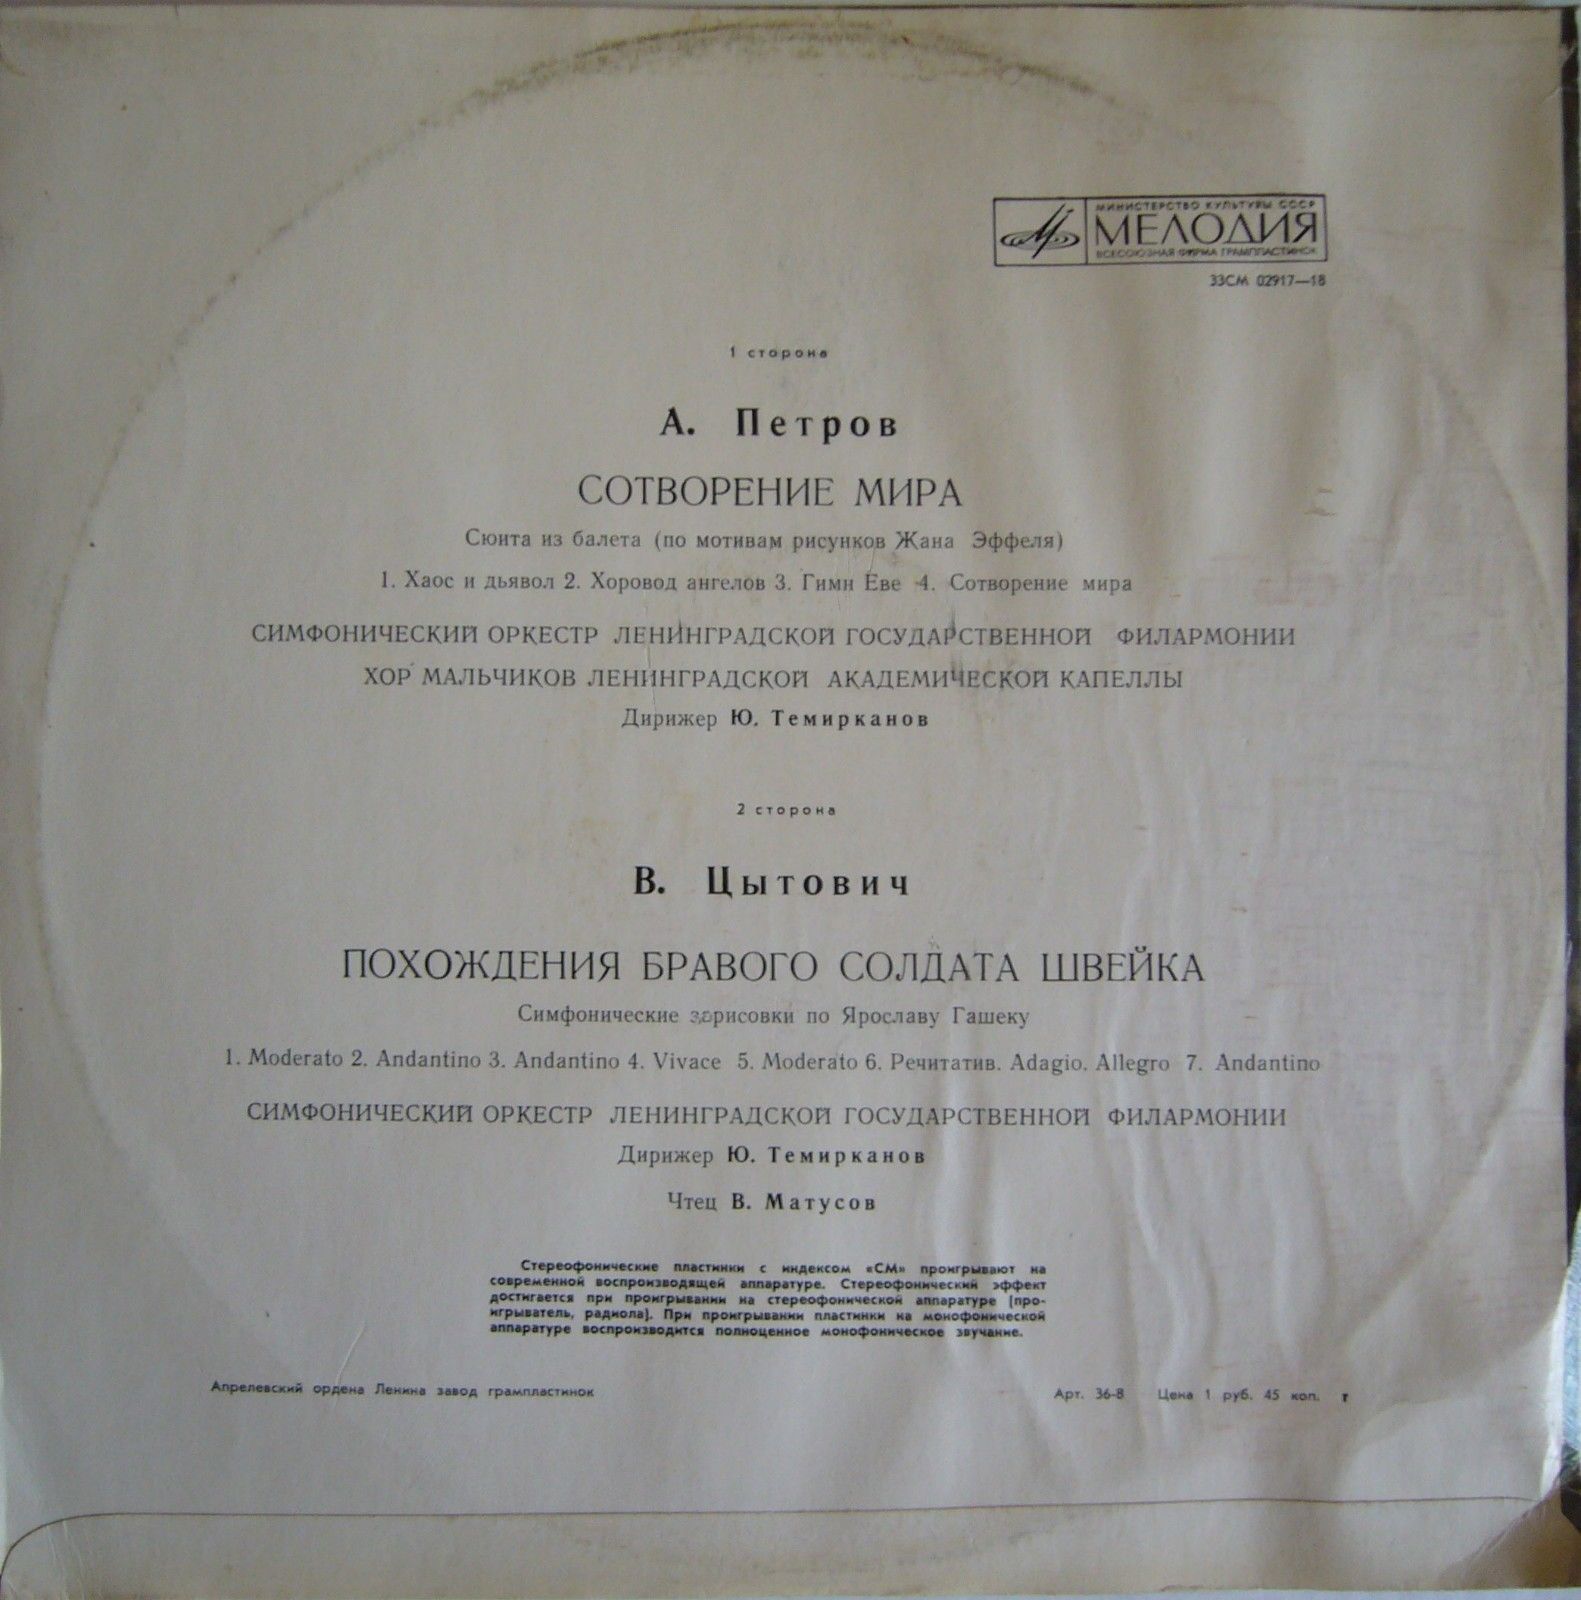 МИНИСТЕРСТВО КУЛЬТУРЫ СССР
МЕЛОДИЯ
ВСЕСОЮЗНАЯ ФИРМА ГРАМПЛАСТИНОК
33СМ 02917—18
1 сторона
А. Петров
СОТВОРЕНИЕ МИРА
Сюита из балета (по мотивам рисунков Жана Эффеля)
1. Хаос и дьявол 2. Хоровод ангелов 3. Гимн Еве 4. Сотворение мира
СИМФОНИЧЕСКИЙ ОРКЕСТР ЛЕНИНГРАДСКОЙ ГОСУДАРСТВЕННОЙ ФИЛАРМОНИИ
ХОР МАЛЬЧИКОВ ЛЕНИНГРАДСКОЙ АКАДЕМИЧЕСКОЙ КАПЕЛЛЫ
Дирижер Ю. Темирканов
2 сторона
В. Цытович
ПОХОЖДЕНИЯ БРАВОГО СОЛДАТА ШВЕЙКА
Симфонические зарисовки по Ярославу Гашеку
1. Moderato 2. Andantino 3. Andantino 4. Vivace 5. Moderato 6. Речитатив. Adagio. Allegro 7. Andantino
СИМФОНИЧЕСКИЙ ОРКЕСТР ЛЕНИНГРАДСКОЙ ГОСУДАРСТВЕННОЙ ФИЛАРМОНИИ
Дирижер Ю. Темирканов
Чтец В. Матусов
Стереофонические пластинки с индексом «СМ» проигрывают на
современной воспроизводящей аппаратуре. Стереофонический эффект
достигается при проигрывании на стереофонической аппаратуре (про-
игрыватель, радиола). При проигрывании пластинки на монофонической
аппаратуре воспроизводится полноценное монофоническое звучание.
Апрелевский ордена Ленина завод грампластинок
Арт. 36-8 Цена 1 руб. 45 коп. г